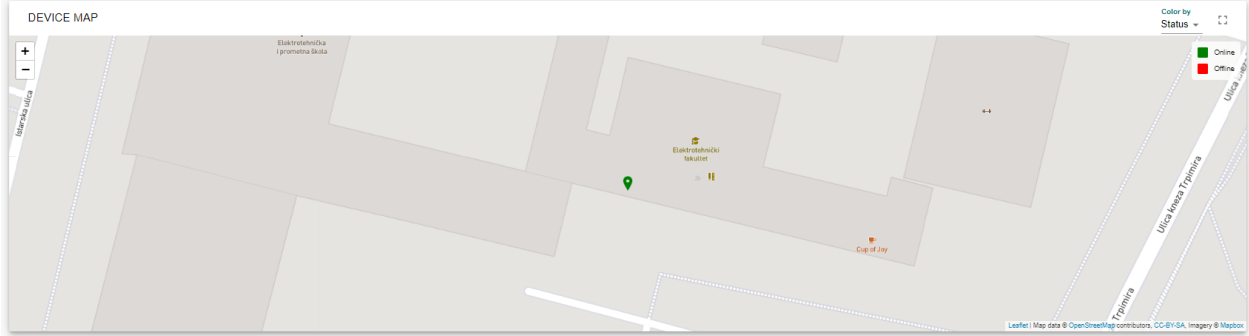 DEVICE MAP
Color by
Status
+
−
Elektrotehnička
i prometna škola
Online
Offline
Istarska ulica
Elektrotehnički
fakultet
Ulica kneza Trpimira
Cup of Joy
Leaflet | Map data © OpenStreetMap contributors, CC-BY-SA, Imagery © Mapbox